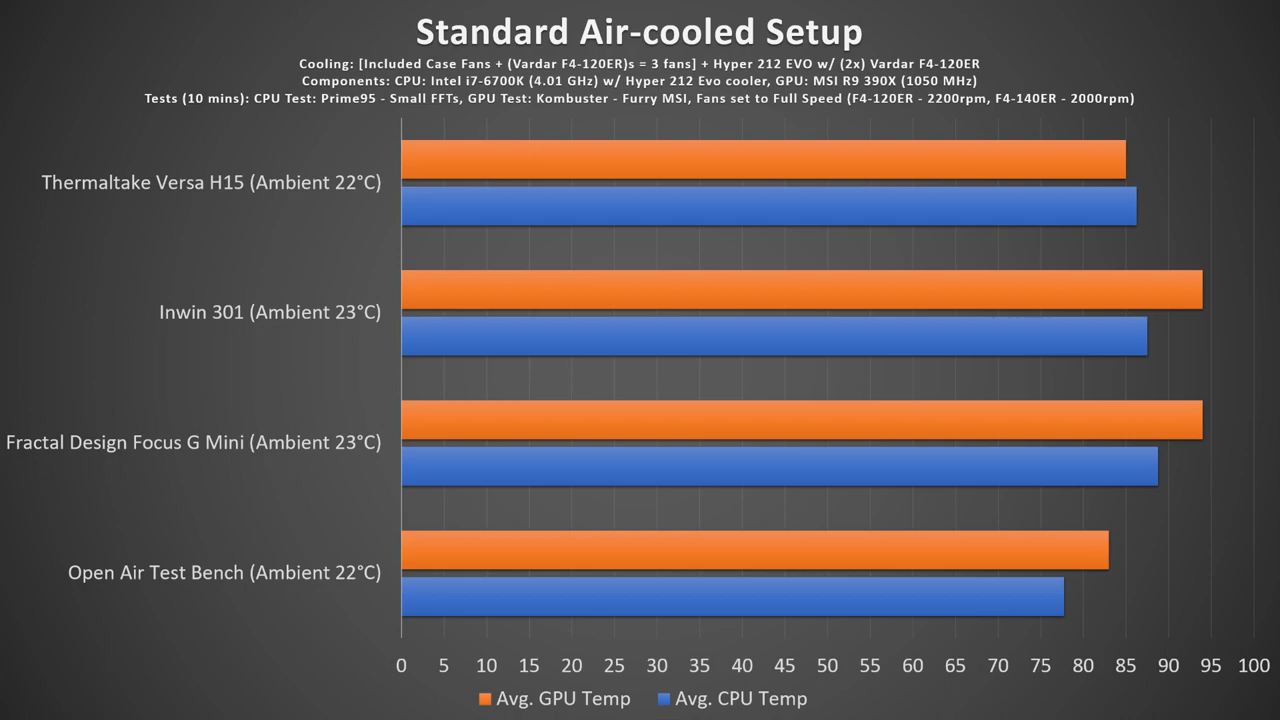 Standard Air-cooled Setup
Cooling: [Included Case Fans + (Vardar F4-120ER)s = 3 fans] + Hyper 212 EVO w/ (2x) Vardar F4-120ER
Components: CPU: Intel i7-6700K (4.01 GHz) w/ Hyper 212 Evo cooler, GPU: MSI R9 390X (1050 MHz)
Tests (10 mins): CPU Test: Prime95 - Small FFTs, GPU Test: Kombuster - Furry MSI, Fans set to Full Speed (F4-120ER - 2200rpm, F4-140ER - 2000rpm)
Thermaltake Versa H15 (Ambient 22°C)
Inwin 301 (Ambient 23°C)
Fractal Design Focus G Mini (Ambient 23°C)
Open Air Test Bench (Ambient 22°C)
0 5 10 15 20 25 30 35 40 45 50 55 60 65 70 75 80 85 90 95 100
Avg. GPU Temp Avg. CPU Temp